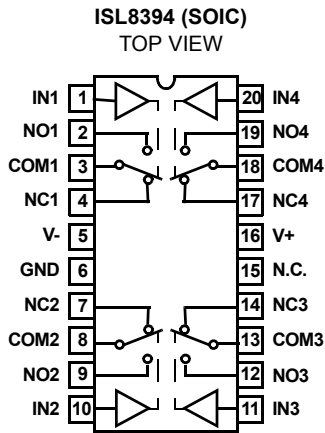 ISL8394 (SOIC)
TOP VIEW
IN1 1 20 IN4
NO1 2 19 NO4
COM1 3 18 COM4
NC1 4 17 NC4
V- 5 16 V+
GND 6 15 N.C.
NC2 7 14 NC3
COM2 8 13 COM3
NO2 9 12 NO3
IN2 10 11 IN3